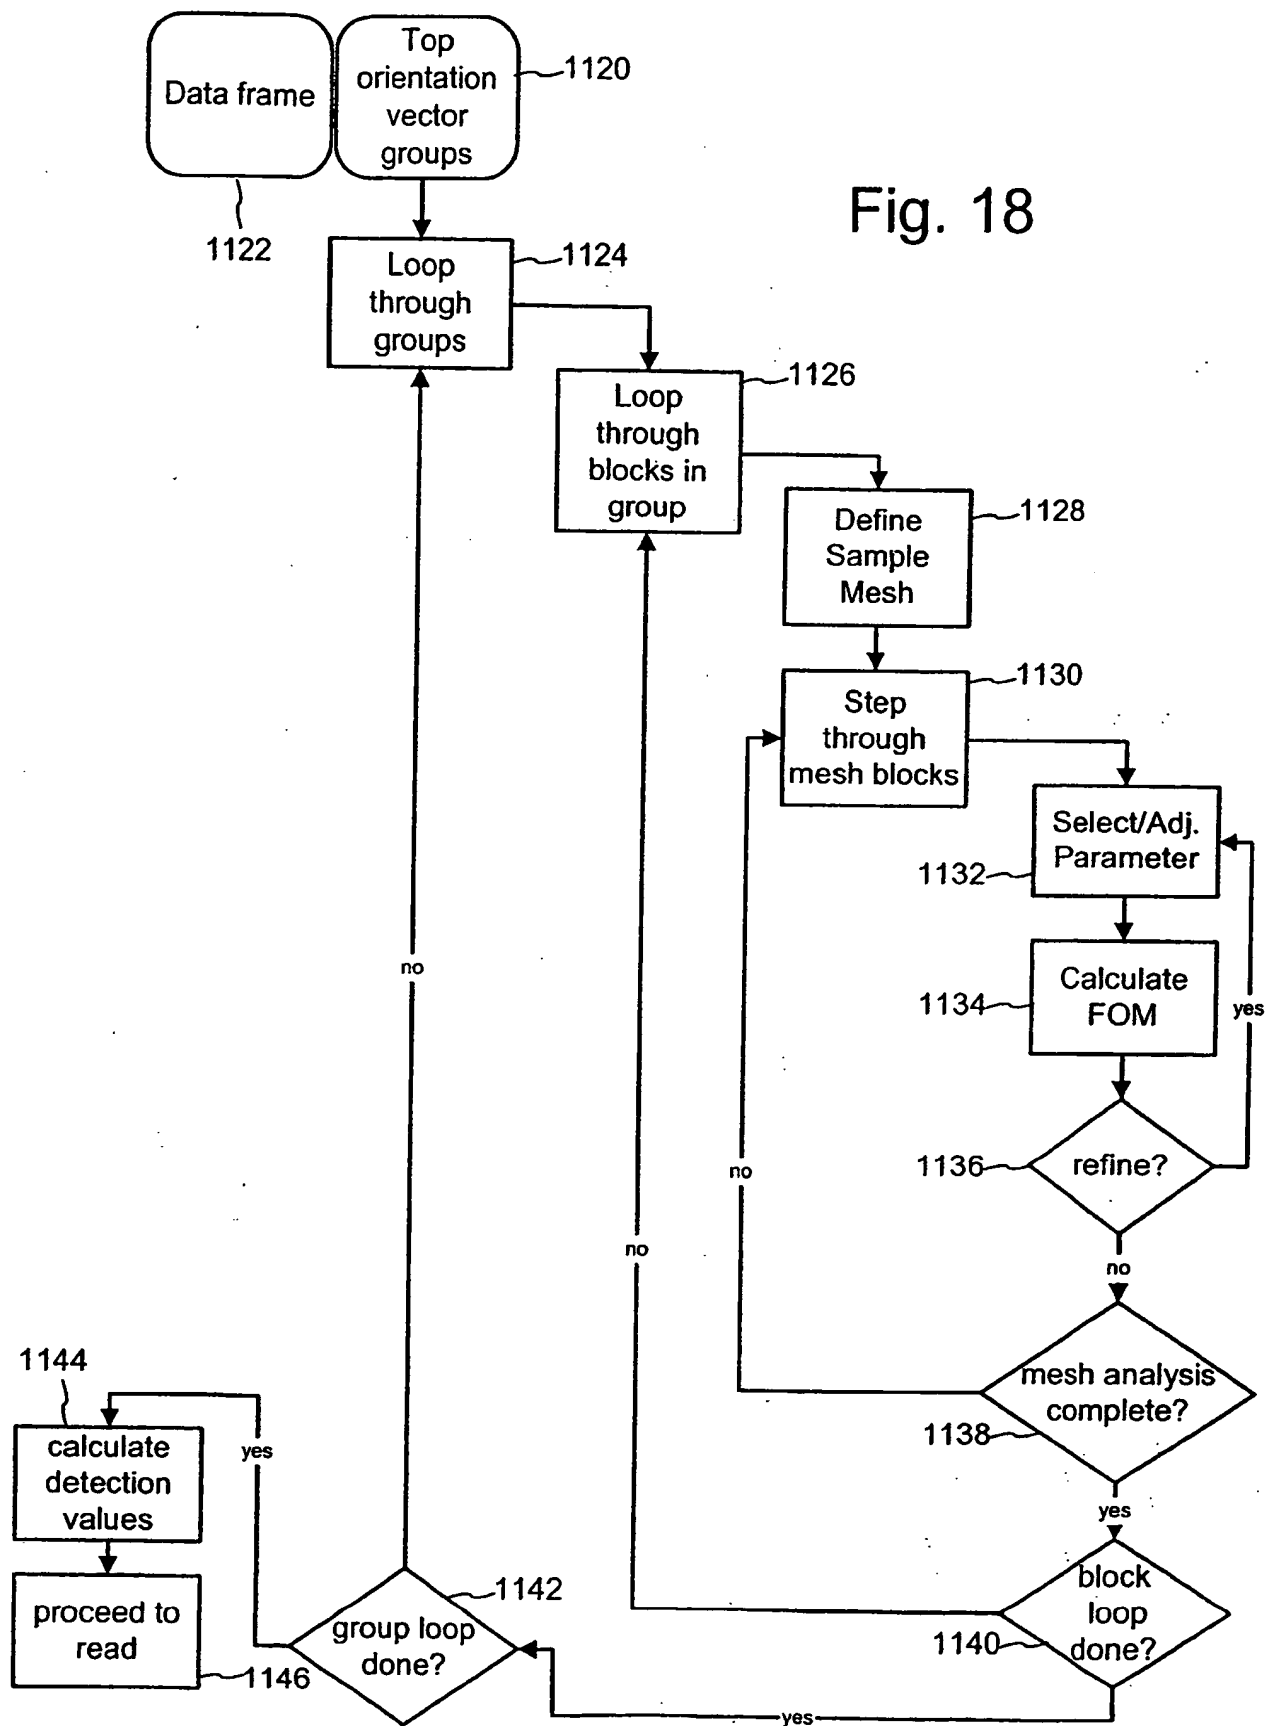 Data frame
Top
orientation
vector
groups
1120
1122
Fig. 18
Loop
through
groups
1124
Loop
through
blocks in
group
1126
Define
Sample
Mesh
1128
Step
through
mesh blocks
1130
Select/Adj.
Parameter
1132
Calculate
FOM
1134
yes
refine?
1136
no
no
no
no
mesh analysis
complete?
1138
yes
block
loop
done?
1140
yes
group loop
done?
1142
yes
1144
calculate
detection
values
proceed to
read
1146